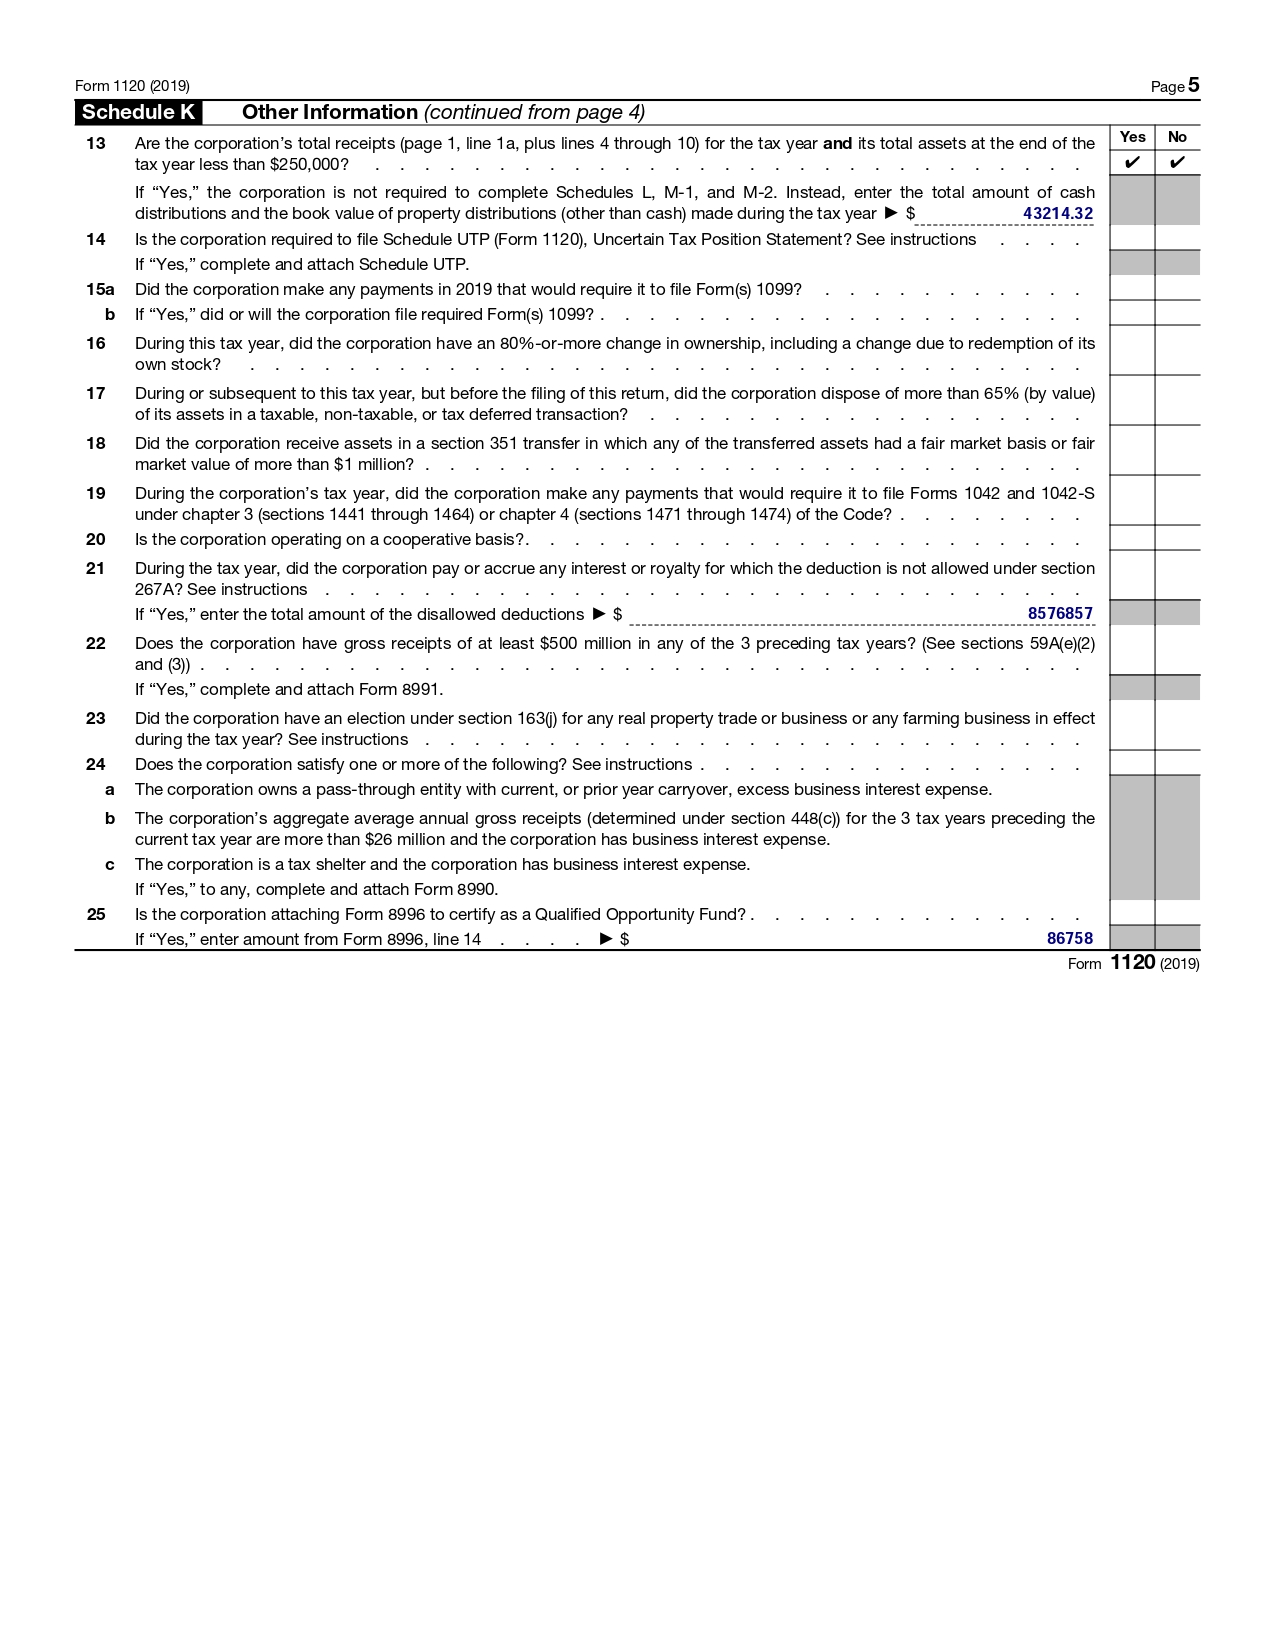 Form 1120 (2019) Page 5
Schedule K Other Information (continued from page 4)
Yes No
13 Are the corporation’s total receipts (page 1, line 1a, plus lines 4 through 10) for the tax year and its total assets at the end of the
tax year less than $250,000? . . . . . . . . . . . . . . . . . . . . . . . . . . . . . ✔ ✔
If “Yes,” the corporation is not required to complete Schedules L, M-1, and M-2. Instead, enter the total amount of cash
distributions and the book value of property distributions (other than cash) made during the tax year ► $ 43214.32
14 Is the corporation required to file Schedule UTP (Form 1120), Uncertain Tax Position Statement? See instructions . . . .
If “Yes,” complete and attach Schedule UTP.
15a Did the corporation make any payments in 2019 that would require it to file Form(s) 1099? . . . . . . . . . . .
b If “Yes,” did or will the corporation file required Form(s) 1099? . . . . . . . . . . . . . . . . . . . .
16 During this tax year, did the corporation have an 80%-or-more change in ownership, including a change due to redemption of its
own stock? . . . . . . . . . . . . . . . . . . . . . . . . . . . . . . . . . .
17 During or subsequent to this tax year, but before the filing of this return, did the corporation dispose of more than 65% (by value)
of its assets in a taxable, non-taxable, or tax deferred transaction? . . . . . . . . . . . . . . . . . .
18 Did the corporation receive assets in a section 351 transfer in which any of the transferred assets had a fair market basis or fair
market value of more than $1 million? . . . . . . . . . . . . . . . . . . . . . . . . . . .
19 During the corporation’s tax year, did the corporation make any payments that would require it to file Forms 1042 and 1042-S
under chapter 3 (sections 1441 through 1464) or chapter 4 (sections 1471 through 1474) of the Code? . . . . . . . .
20 Is the corporation operating on a cooperative basis?. . . . . . . . . . . . . . . . . . . . . . .
21 During the tax year, did the corporation pay or accrue any interest or royalty for which the deduction is not allowed under section
267A? See instructions . . . . . . . . . . . . . . . . . . . . . . . . . . . . . . .
If “Yes,” enter the total amount of the disallowed deductions ► $ 8576857
22 Does the corporation have gross receipts of at least $500 million in any of the 3 preceding tax years? (See sections 59A(e)(2)
and (3)) . . . . . . . . . . . . . . . . . . . . . . . . . . . . . . . . . . . .
If “Yes,” complete and attach Form 8991.
23 Did the corporation have an election under section 163(j) for any real property trade or business or any farming business in effect
during the tax year? See instructions . . . . . . . . . . . . . . . . . . . . . . . . . . .
24 Does the corporation satisfy one or more of the following? See instructions . . . . . . . . . . . . . . . .
a The corporation owns a pass-through entity with current, or prior year carryover, excess business interest expense.
b The corporation’s aggregate average annual gross receipts (determined under section 448(c)) for the 3 tax years preceding the
current tax year are more than $26 million and the corporation has business interest expense.
c The corporation is a tax shelter and the corporation has business interest expense.
If “Yes,” to any, complete and attach Form 8990.
25 Is the corporation attaching Form 8996 to certify as a Qualified Opportunity Fund? . . . . . . . . . . . . . .
If “Yes,” enter amount from Form 8996, line 14 . . . . ► $ 86758
Form 1120 (2019)